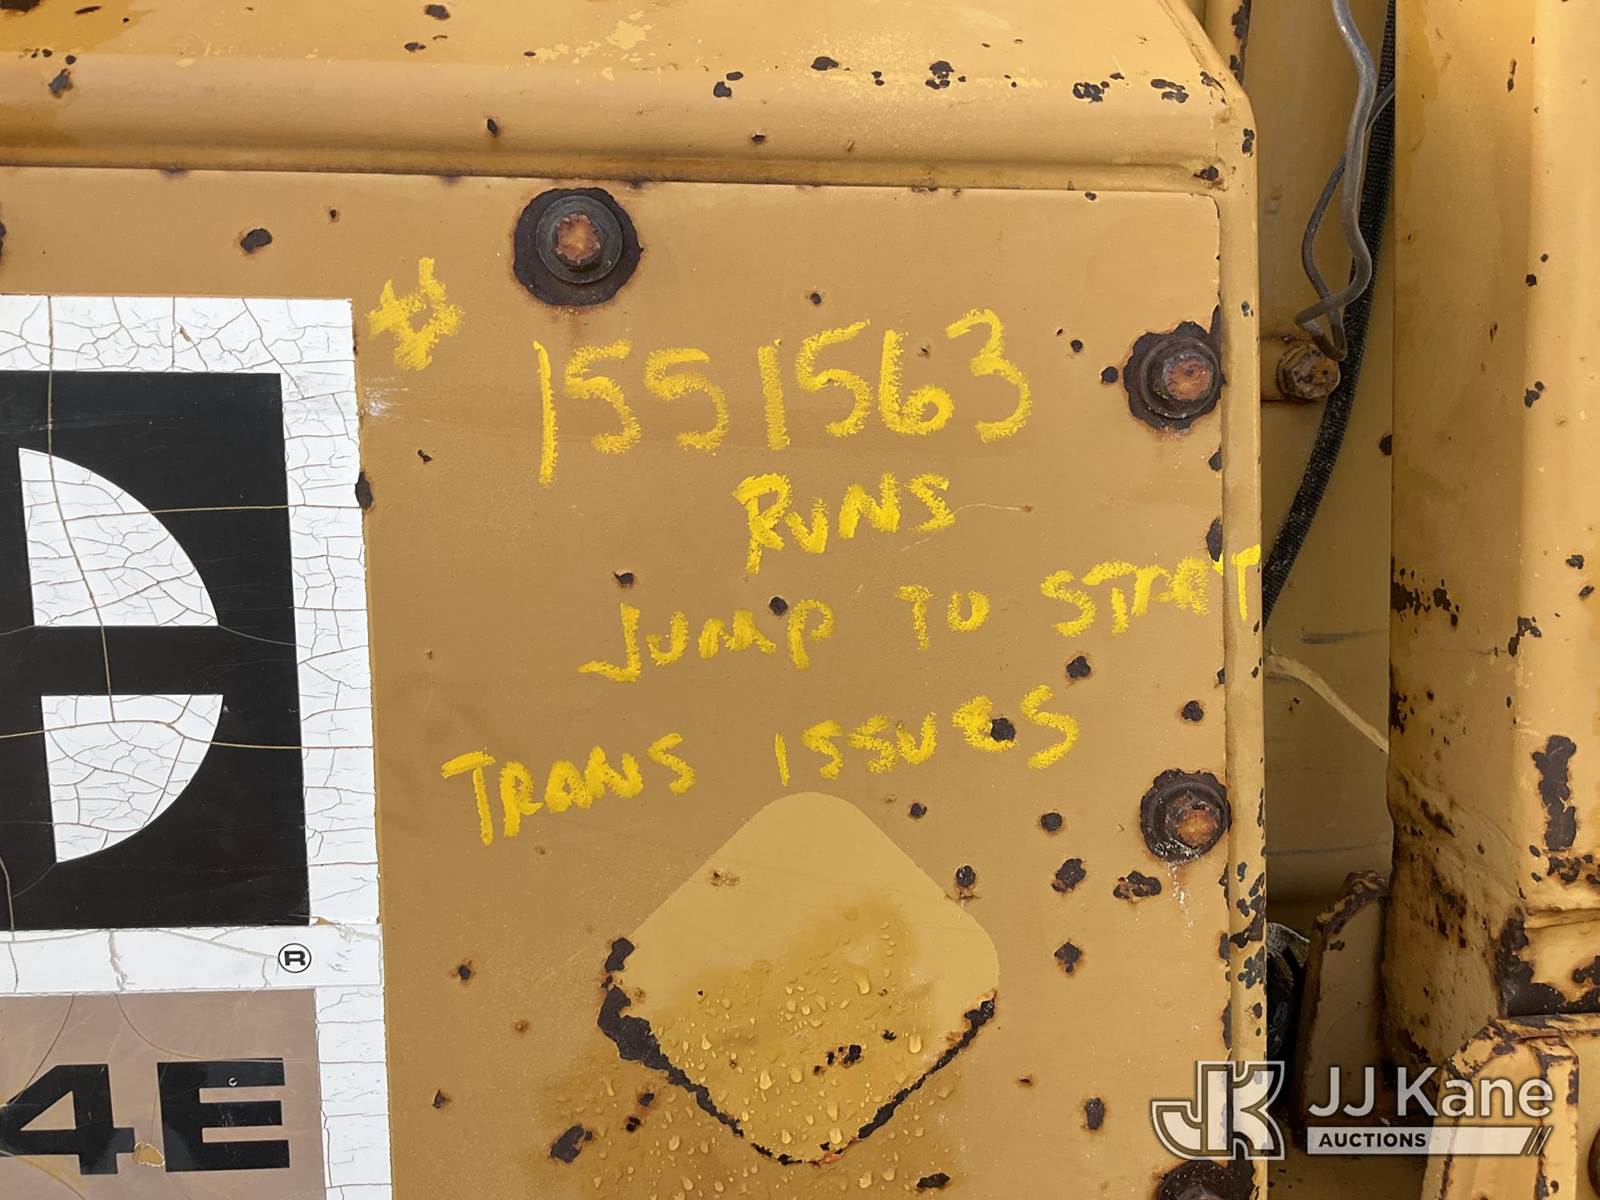 # 1551563
RUNS
JUMP TO START
TRANS ISSUES
®
4E
JJ Kane
AUCTIONS